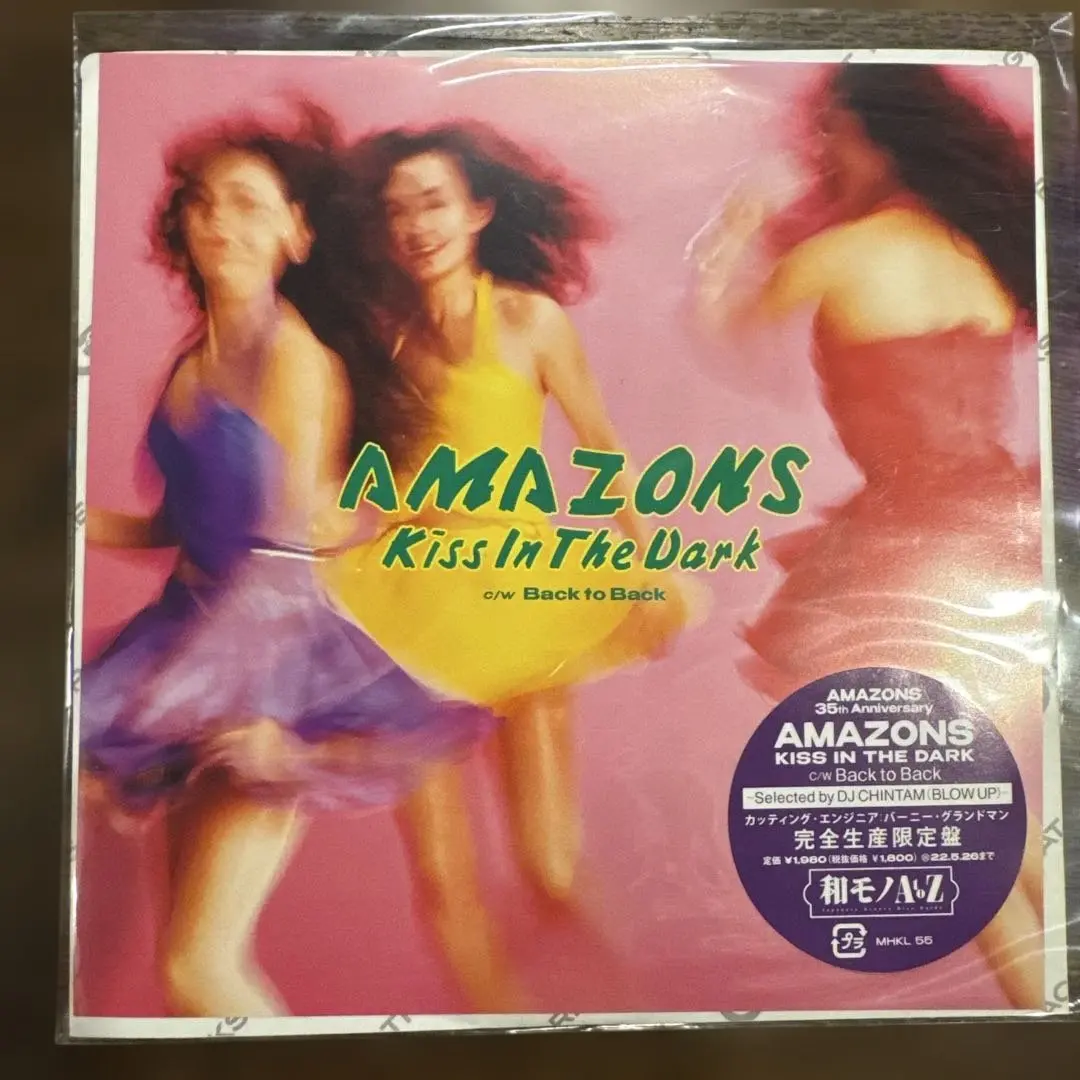 AMAZONS
Kiss In The Dark
c/w Back to Back
AMAZONS
35th Anniversary
AMAZONS
KISS IN THE DARK
C/W Back to Back
~Selected by DJ CHINTAM (BLOW UP)~
カッティング・エンジニア:バーニー・グランドマン
完全生産限定盤
定価 ¥1,980(税抜価格 ¥1,800) ®22.5.26まで
和モノ A to Z
プラ
MHKL 55